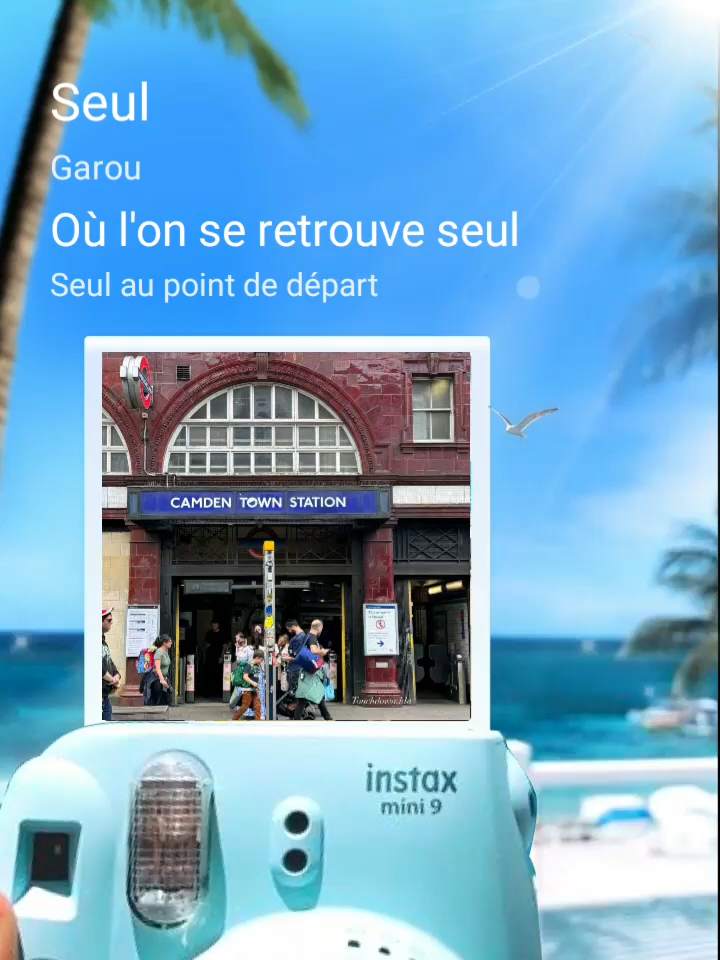 Seul
Garou
Où l'on se retrouve seul
Seul au point de départ
CAMDEN TOWN STATION
instax
mini 9